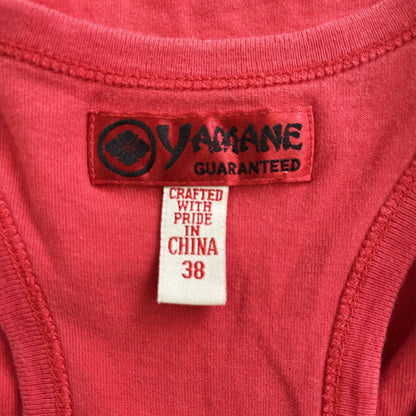 YAMANE
GUARANTEED
CRAFTED
WITH
PRIDE
IN
CHINA
38